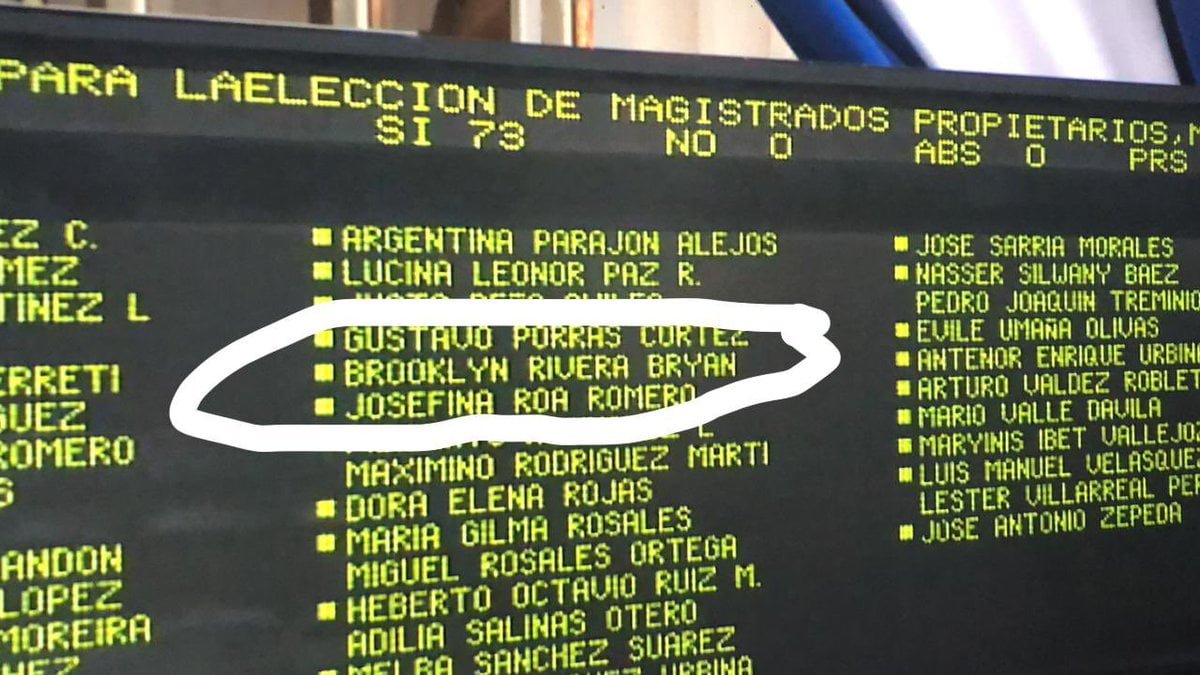 PARA LAELECCION DE MAGISTRADOS PROPIETARIOS,
SI 73 NO 0 ABS 0 PRS
EZ C.
MEZ
TINEZ L
ERRETI
GUEZ
ROMERO
S
ANDON
LOPEZ
MOREIRA
ARGENTINA PARAJON ALEJOS
LUCINA LEONOR PAZ R.
GUSTAVO PORRAS CORTEZ
BROOKLYN RIVERA BRYAN
JOSEFINA ROA ROMERO
MAXIMINO RODRIGUEZ MARTI
DORA ELENA ROJAS
MARIA GILMA ROSALES
MIGUEL ROSALES ORTEGA
HEBERTO OCTAVIO RUIZ M.
ADILIA SALINAS OTERO
MELBA SANCHEZ SUAREZ
URBINA
JOSE SARRIA MORALES
NASSER SILWANY BAEZ
PEDRO JOAQUIN TREMINIO
EVILE UMAÑA OLIVAS
ANTENOR ENRIQUE URBINA
ARTURO VALDEZ ROBLET
MARIO VALLE DAVILA
MARYINIS IBET VALLEJOS
LUIS MANUEL VELASQUEZ
LESTER VILLARREAL PER
JOSE ANTONIO ZEPEDA